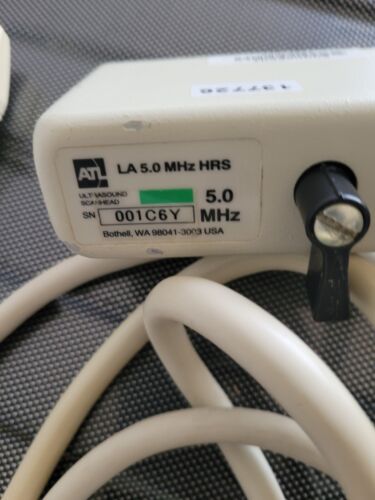 137726
ATL
LA 5.0 MHz HRS
ULTRASOUND
SCANHEAD
5.0
SN 001C6Y MHz
Bothell, WA 98041-3003 USA